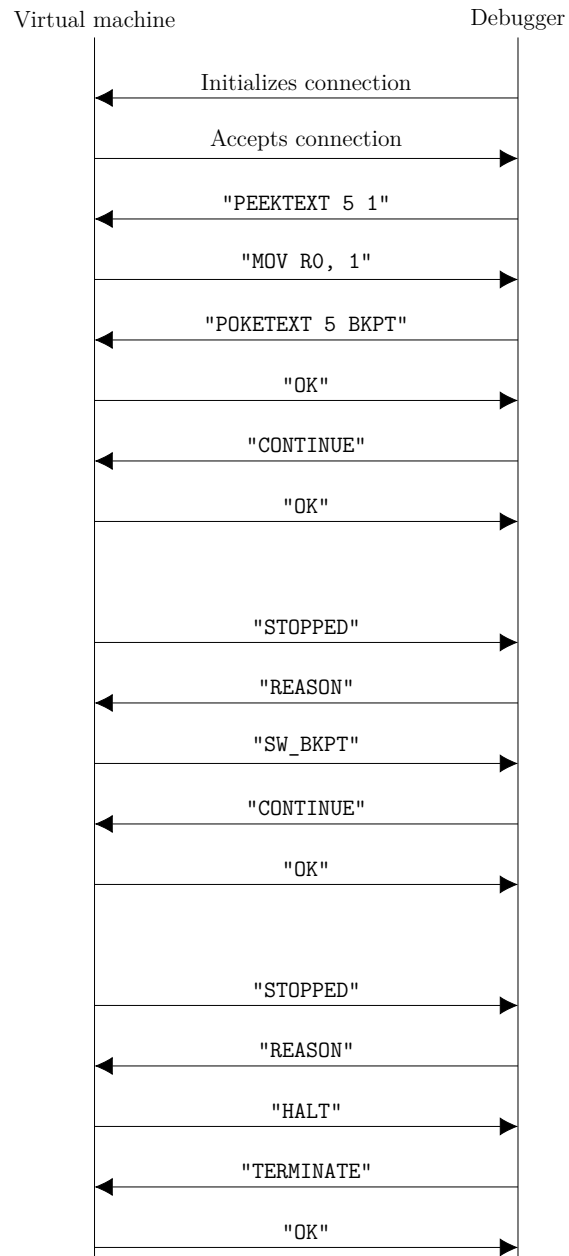 Virtual machine Debugger
Initializes connection
Accepts connection
"PEEKTEXT 5 1"
"MOV R0, 1"
"POKETEXT 5 BKPT"
"OK"
"CONTINUE"
"OK"
"STOPPED"
"REASON"
"SW_BKPT"
"CONTINUE"
"OK"
"STOPPED"
"REASON"
"HALT"
"TERMINATE"
"OK"